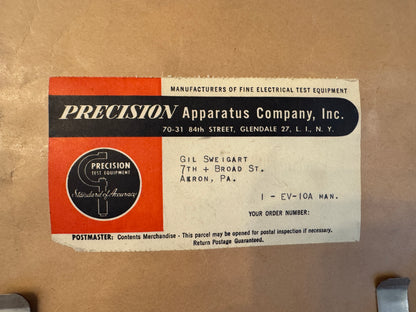 MANUFACTURERS OF FINE ELECTRICAL TEST EQUIPMENT
PRECISION Apparatus Company, Inc.
70-31 84th STREET, GLENDALE 27, L. I., N. Y.
PRECISION
TEST EQUIPMENT
Standard of Accuracy
GIL SWEIGART
7TH + BROAD ST.
AKRON, PA.
1 - EV-10A MAN.
YOUR ORDER NUMBER:
POSTMASTER: Contents Merchandise - This parcel may be opened for postal inspection if necessary.
Return Postage Guaranteed.